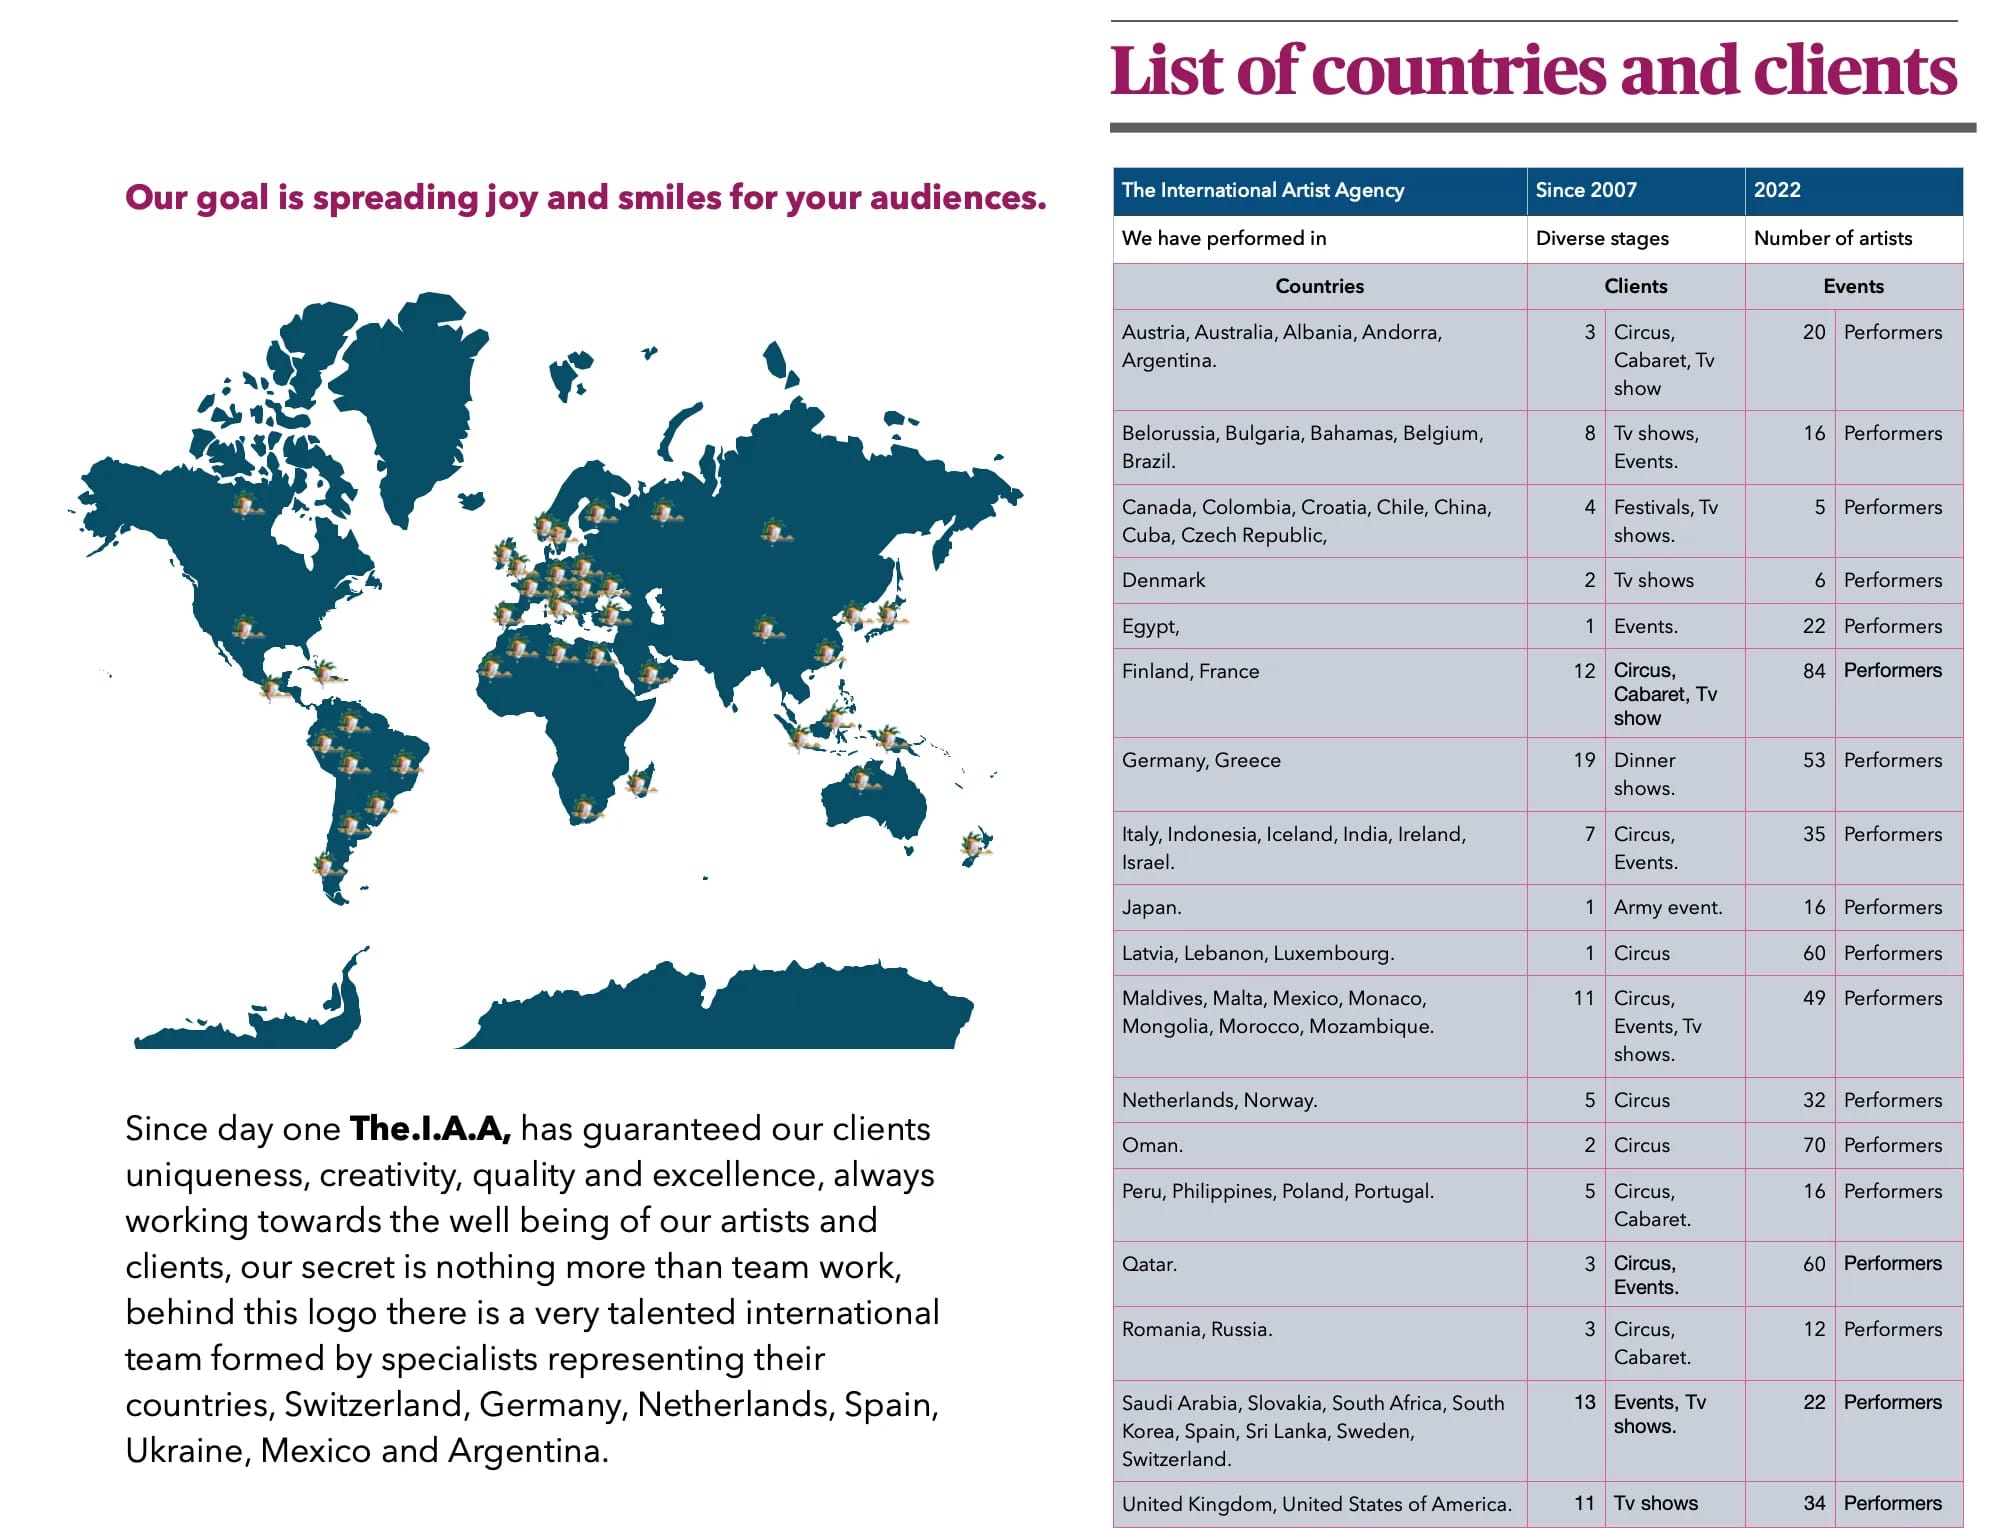 Our goal is spreading joy and smiles for your audiences.
Since day one The.I.A.A, has guaranteed our clients
uniqueness, creativity, quality and excellence, always
working towards the well being of our artists and
clients, our secret is nothing more than team work,
behind this logo there is a very talented international
team formed by specialists representing their
countries, Switzerland, Germany, Netherlands, Spain,
Ukraine, Mexico and Argentina.
List of countries and clients
The International Artist Agency Since 2007 2022
We have performed in Diverse stages Number of artists
Countries Clients Events
Austria, Australia, Albania, Andorra, 3 Circus, 20 Performers
Argentina. Cabaret, Tv
show
Belorussia, Bulgaria, Bahamas, Belgium, 8 Tv shows, 16 Performers
Brazil. Events.
Canada, Colombia, Croatia, Chile, China, 4 Festivals, Tv 5 Performers
Cuba, Czech Republic, shows.
Denmark 2 Tv shows 6 Performers
Egypt, 1 Events. 22 Performers
Finland, France 12 Circus, 84 Performers
Cabaret, Tv
show
Germany, Greece 19 Dinner 53 Performers
shows.
Italy, Indonesia, Iceland, India, Ireland, 7 Circus, 35 Performers
Israel. Events.
Japan. 1 Army event. 16 Performers
Latvia, Lebanon, Luxembourg. 1 Circus 60 Performers
Maldives, Malta, Mexico, Monaco, 11 Circus, 49 Performers
Mongolia, Morocco, Mozambique. Events, Tv
shows.
Netherlands, Norway. 5 Circus 32 Performers
Oman. 2 Circus 70 Performers
Peru, Philippines, Poland, Portugal. 5 Circus, 16 Performers
Cabaret.
Qatar. 3 Circus, 60 Performers
Events.
Romania, Russia. 3 Circus, 12 Performers
Cabaret.
Saudi Arabia, Slovakia, South Africa, South 13 Events, Tv 22 Performers
Korea, Spain, Sri Lanka, Sweden, shows.
Switzerland.
United Kingdom, United States of America. 11 Tv shows 34 Performers